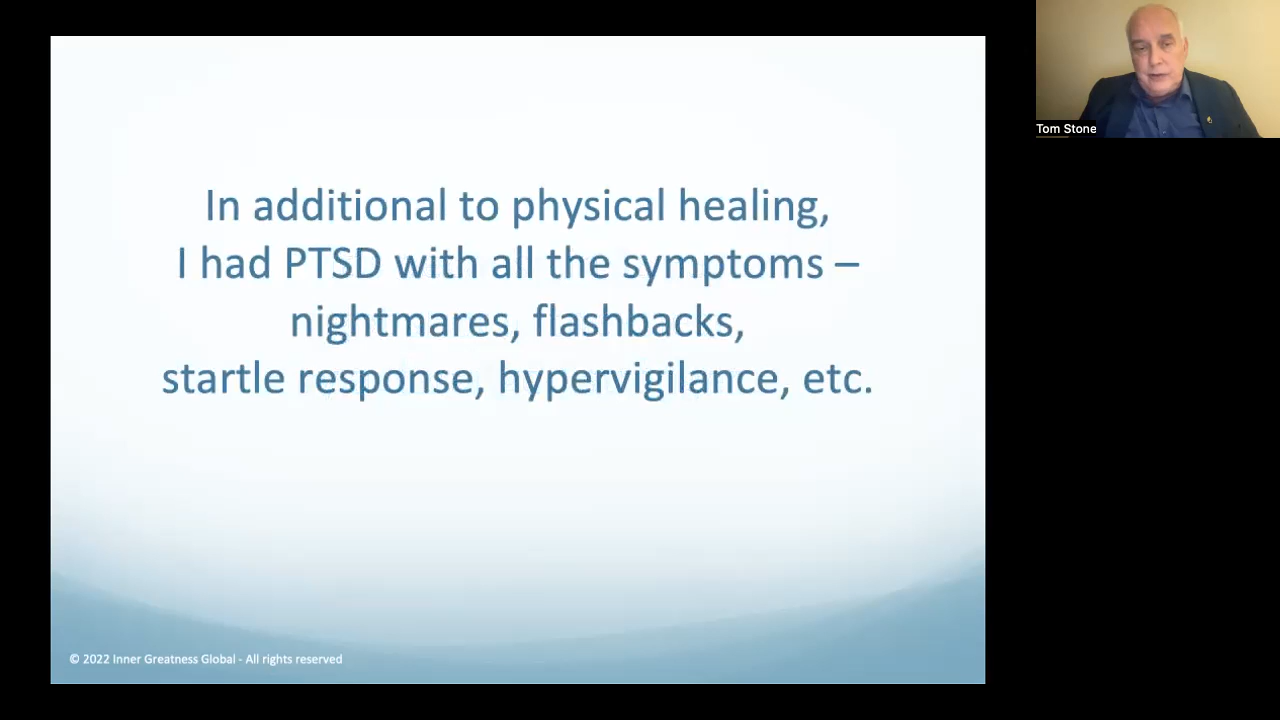 In additional to physical healing,
I had PTSD with all the symptoms –
nightmares, flashbacks,
startle response, hypervigilance, etc.
© 2022 Inner Greatness Global - All rights reserved
Tom Stone